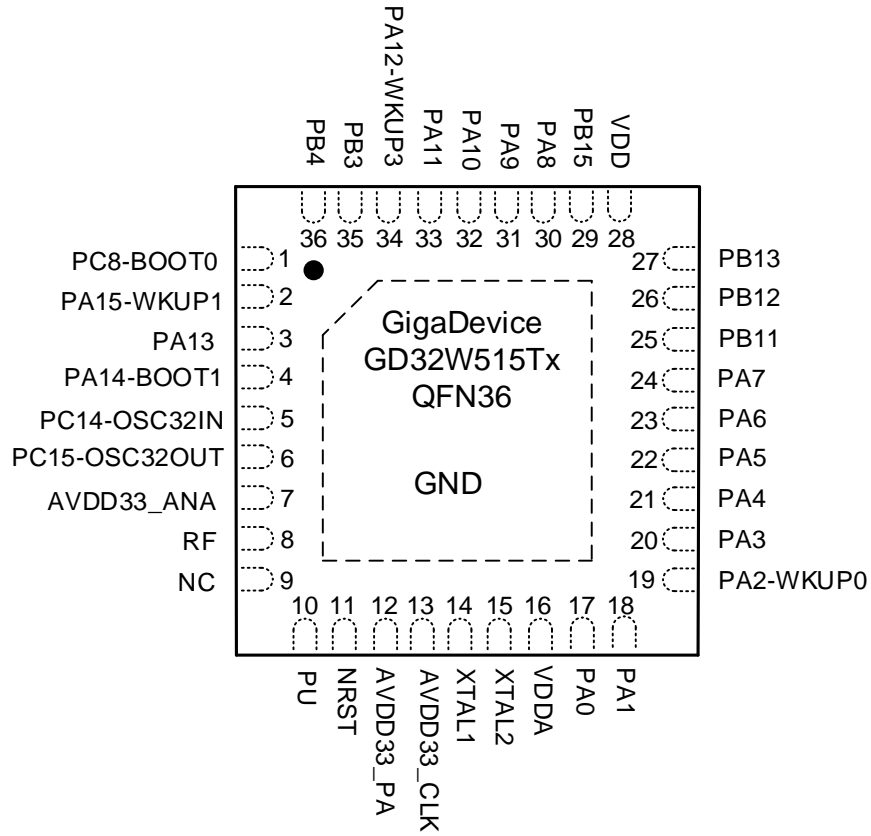 PB4
PB3
PA12-WKUP3
PA11
PA10
PA9
PA8
PB15
VDD
36 35 34 33 32 31 30 29 28
PC8-BOOT0 1
PA15-WKUP1 2
PA13 3
PA14-BOOT1 4
PC14-OSC32IN 5
PC15-OSC32OUT 6
AVDD33_ANA 7
RF 8
NC 9
GigaDevice
GD32W515Tx
QFN36
GND
27 PB13
26 PB12
25 PB11
24 PA7
23 PA6
22 PA5
21 PA4
20 PA3
19 PA2-WKUP0
10 11 12 13 14 15 16 17 18
PU
NRST
AVDD33_PA
AVDD33_CLK
XTAL1
XTAL2
VDDA
PA0
PA1